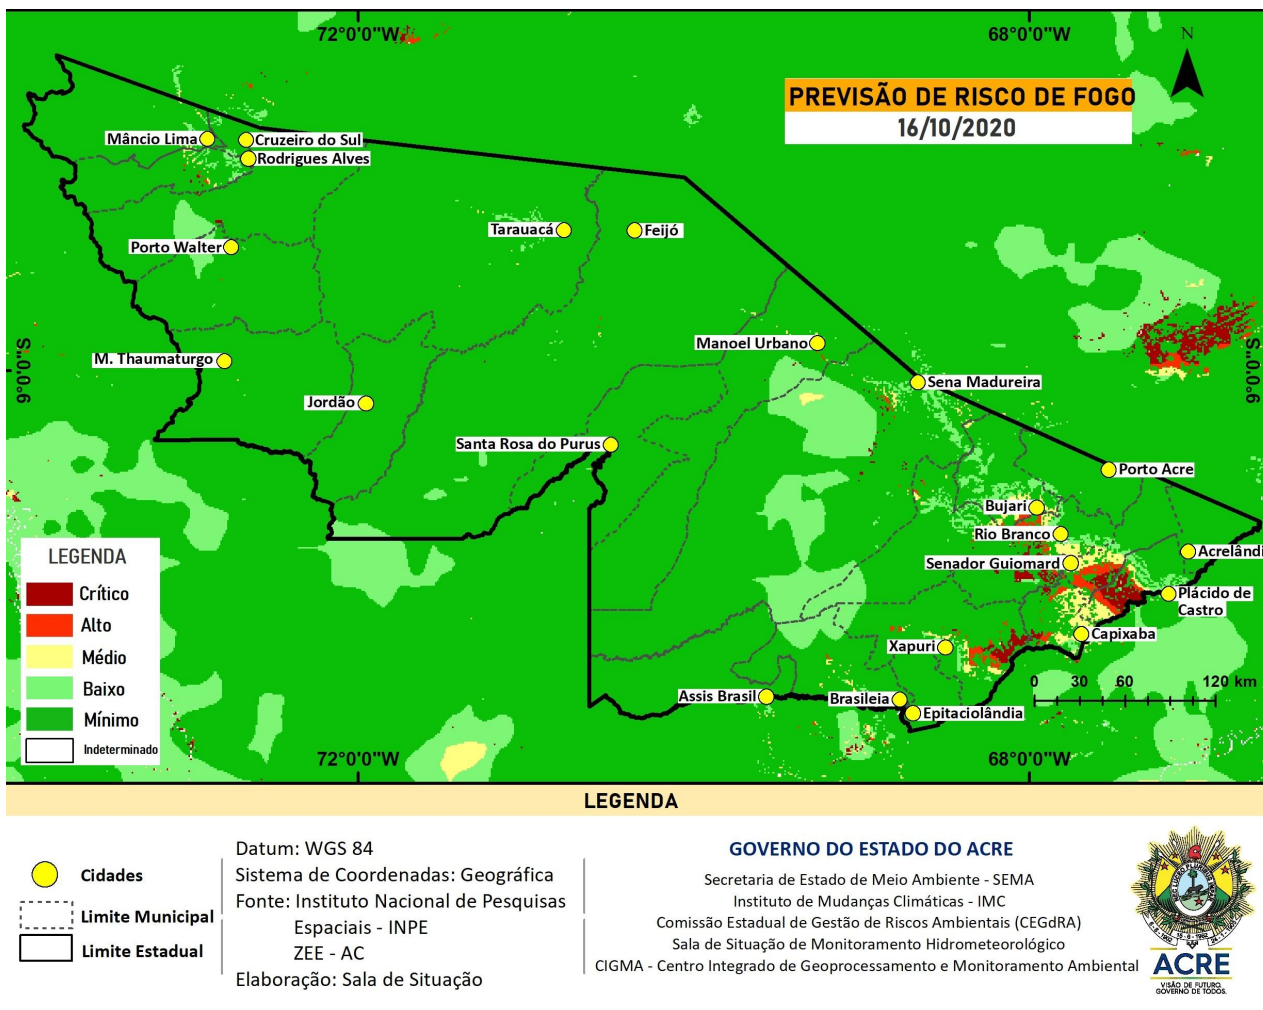 72°0'0"W
68°0'0"W
N
PREVISÃO DE RISCO DE FOGO
16/10/2020
Mâncio Lima
Cruzeiro do Sul
Rodrigues Alves
Tarauacá
Feijó
Porto Walter
Manoel Urbano
M. Thaumaturgo
9°0'0"S
9°0'0"S
Sena Madureira
Jordão
Santa Rosa do Purus
Porto Acre
Bujari
Rio Branco
Acrelândi
Senador Guiomard
Plácido de
Castro
Capixaba
Xapuri
Assis Brasil
Brasileia
Epitaciolândia
0 30 60 120 km
LEGENDA
Crítico
Alto
Médio
Baixo
Mínimo
Indeterminado
72°0'0"W
68°0'0"W
LEGENDA
Cidades
Limite Municipal
Limite Estadual
Datum: WGS 84
Sistema de Coordenadas: Geográfica
Fonte: Instituto Nacional de Pesquisas
Espaciais - INPE
ZEE - AC
Elaboração: Sala de Situação
GOVERNO DO ESTADO DO ACRE
Secretaria de Estado de Meio Ambiente - SEMA
Instituto de Mudanças Climáticas - IMC
Comissão Estadual de Gestão de Riscos Ambientais (CEGdRA)
Sala de Situação de Monitoramento Hidrometeorológico
CIGMA - Centro Integrado de Geoprocessamento e Monitoramento Ambiental
ACRE
VISÃO DE FUTURO.
GOVERNO DE TODOS.